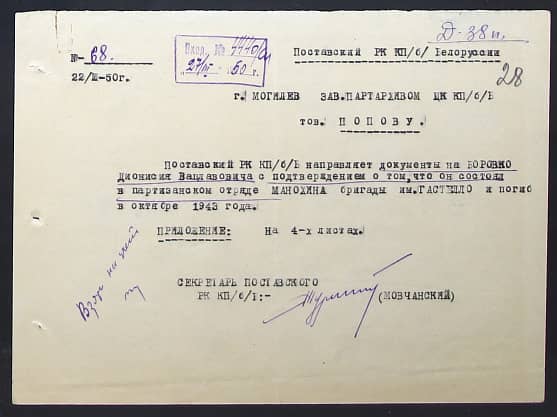 Д-38п.
№- 68.
Вход. №
"27/III - 50 г.
Поставский РК КП/б/ Белоруссии
22/III-50г.
28
г. Могилев зав.партархивом ЦК КП/б/Б
тов. Попову.
Поставский РК КП/б/Б направляет документы на Боровко
Дионисия Вацлавовича с подтверждением о том,что он состоял
в партизанском отряде Манохина бригады им.Гастелло и погиб
в октябре 1943 года.
Приложение: На 4-х листах.
Секретарь Поставского
РК КП/б/Б:- (Мовчанский)